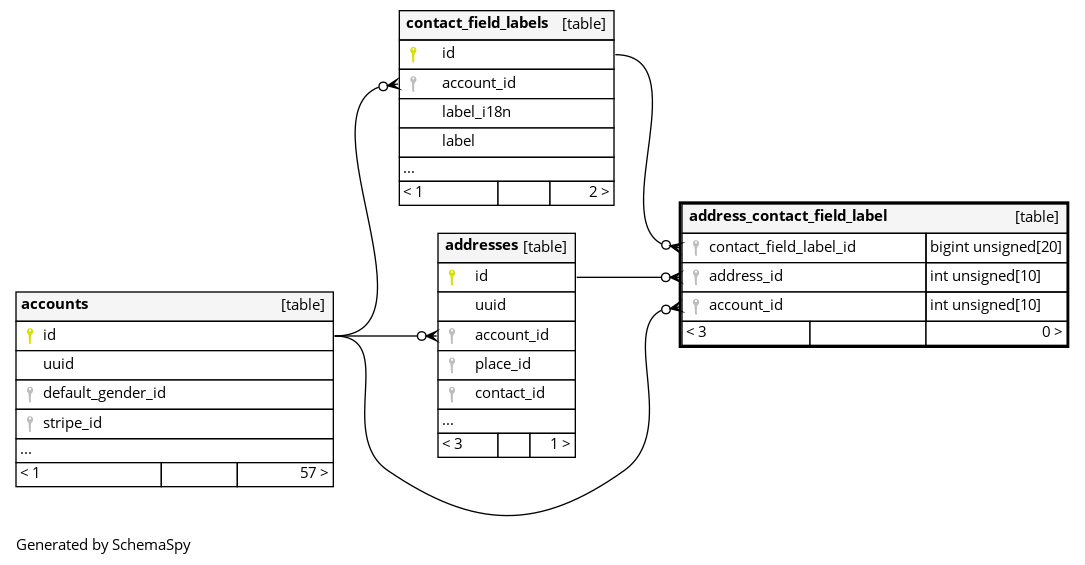 contact_field_labels [table]
id
account_id
label_i18n
label
...
< 1 2 >
address_contact_field_label [table]
contact_field_label_id bigint unsigned[20]
address_id int unsigned[10]
account_id int unsigned[10]
< 3 0 >
addresses [table]
id
uuid
account_id
place_id
contact_id
...
< 3 1 >
accounts [table]
id
uuid
default_gender_id
stripe_id
...
< 1 57 >
Generated by SchemaSpy